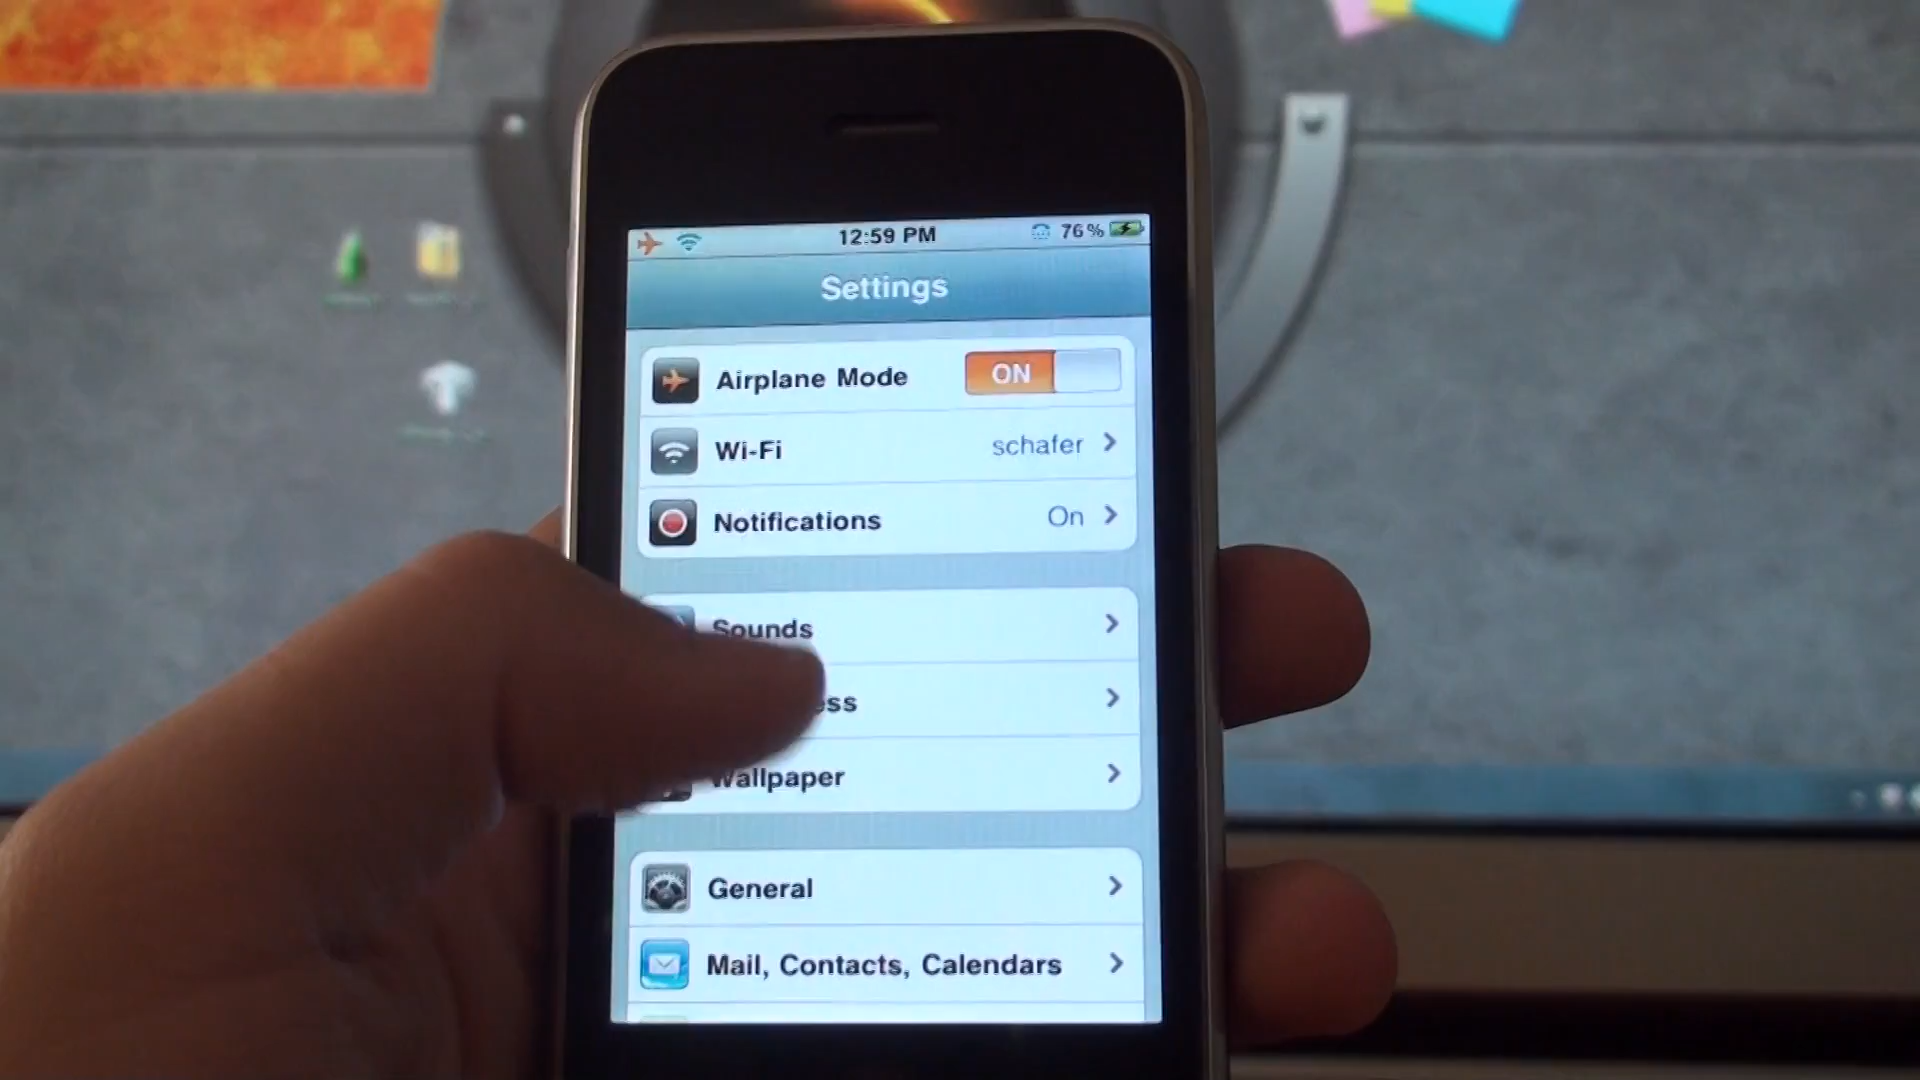 12:59 PM
76%
Settings
Airplane Mode ON
Wi-Fi schafer
Notifications On
Sounds
ess
Wallpaper
General
Mail, Contacts, Calendars